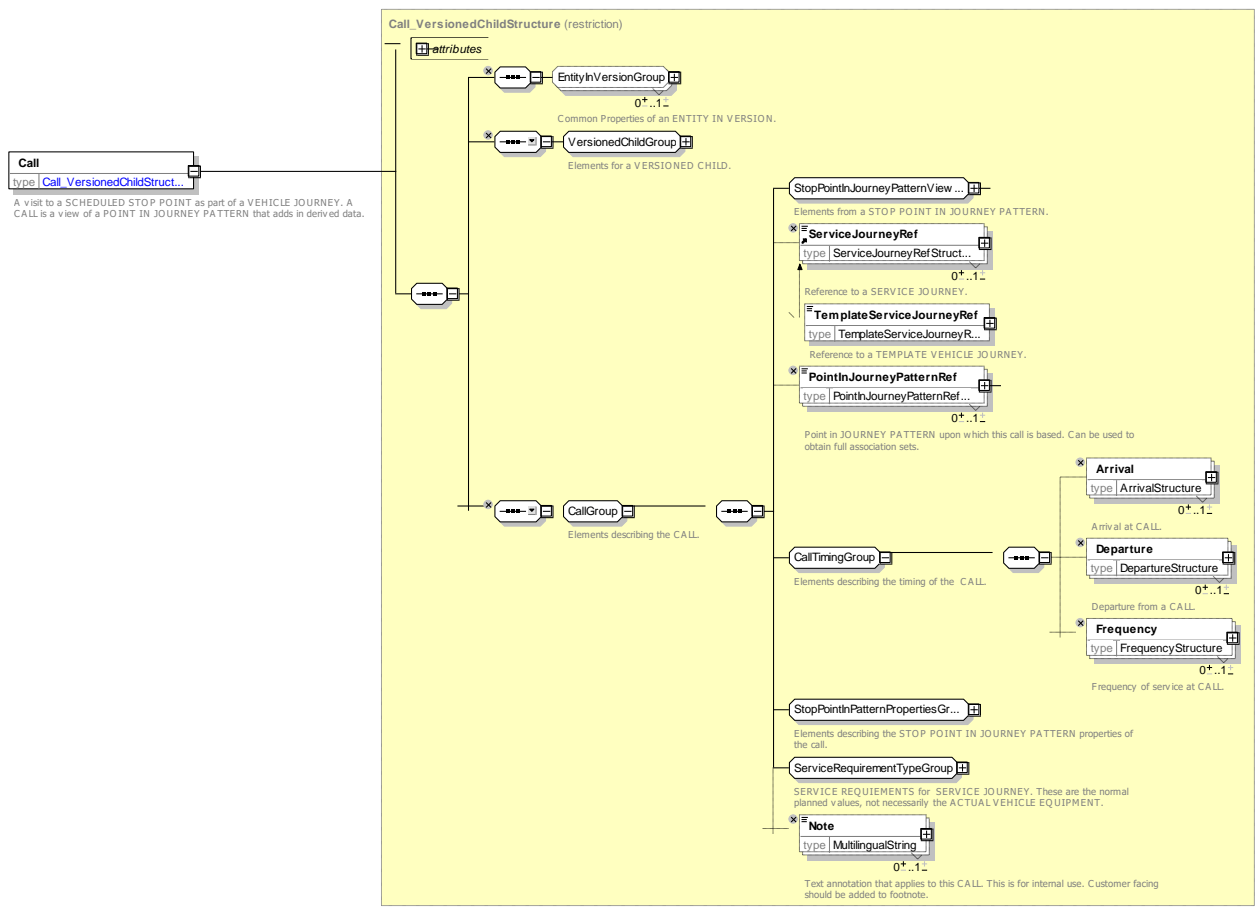 Call_VersionedChildStructure (restriction)
attributes
EntityInVersionGroup
0..1
Common Properties of an ENTITY IN VERSION.
VersionedChildGroup
Elements for a VERSIONED CHILD.
Call
type Call_VersionedChildStruct...
A visit to a SCHEDULED STOP POINT as part of a VEHICLE JOURNEY. A
CALL is a view of a POINT IN JOURNEY PATTERN that adds in derived data.
StopPointInJourneyPatternView ...
Elements from a STOP POINT IN JOURNEY PATTERN.
ServiceJourneyRef
type ServiceJourneyRefStruct...
0..1
Reference to a SERVICE JOURNEY.
TemplateServiceJourneyRef
type TemplateServiceJourneyR...
Reference to a TEMPLATE VEHICLE JOURNEY.
PointInJourneyPatternRef
type PointInJourneyPatternRef...
0..1
Point in JOURNEY PATTERN upon which this call is based. Can be used to
obtain full association sets.
CallGroup
Elements describing the CALL.
CallTimingGroup
Elements describing the timing of the CALL.
Arrival
type ArrivalStructure
0..1
Arrival at CALL.
Departure
type DepartureStructure
0..1
Departure from a CALL.
Frequency
type FrequencyStructure
0..1
Frequency of service at CALL.
StopPointInPatternPropertiesGr...
Elements describing the STOP POINT IN JOURNEY PATTERN properties of
the call.
ServiceRequirementTypeGroup
SERVICE REQUIEMENTS for SERVICE JOURNEY. These are the normal
planned values, not necessarily the ACTUAL VEHICLE EQUIPMENT.
Note
type MultilingualString
0..1
Text annotation that applies to this CALL. This is for internal use. Customer facing
should be added to footnote.